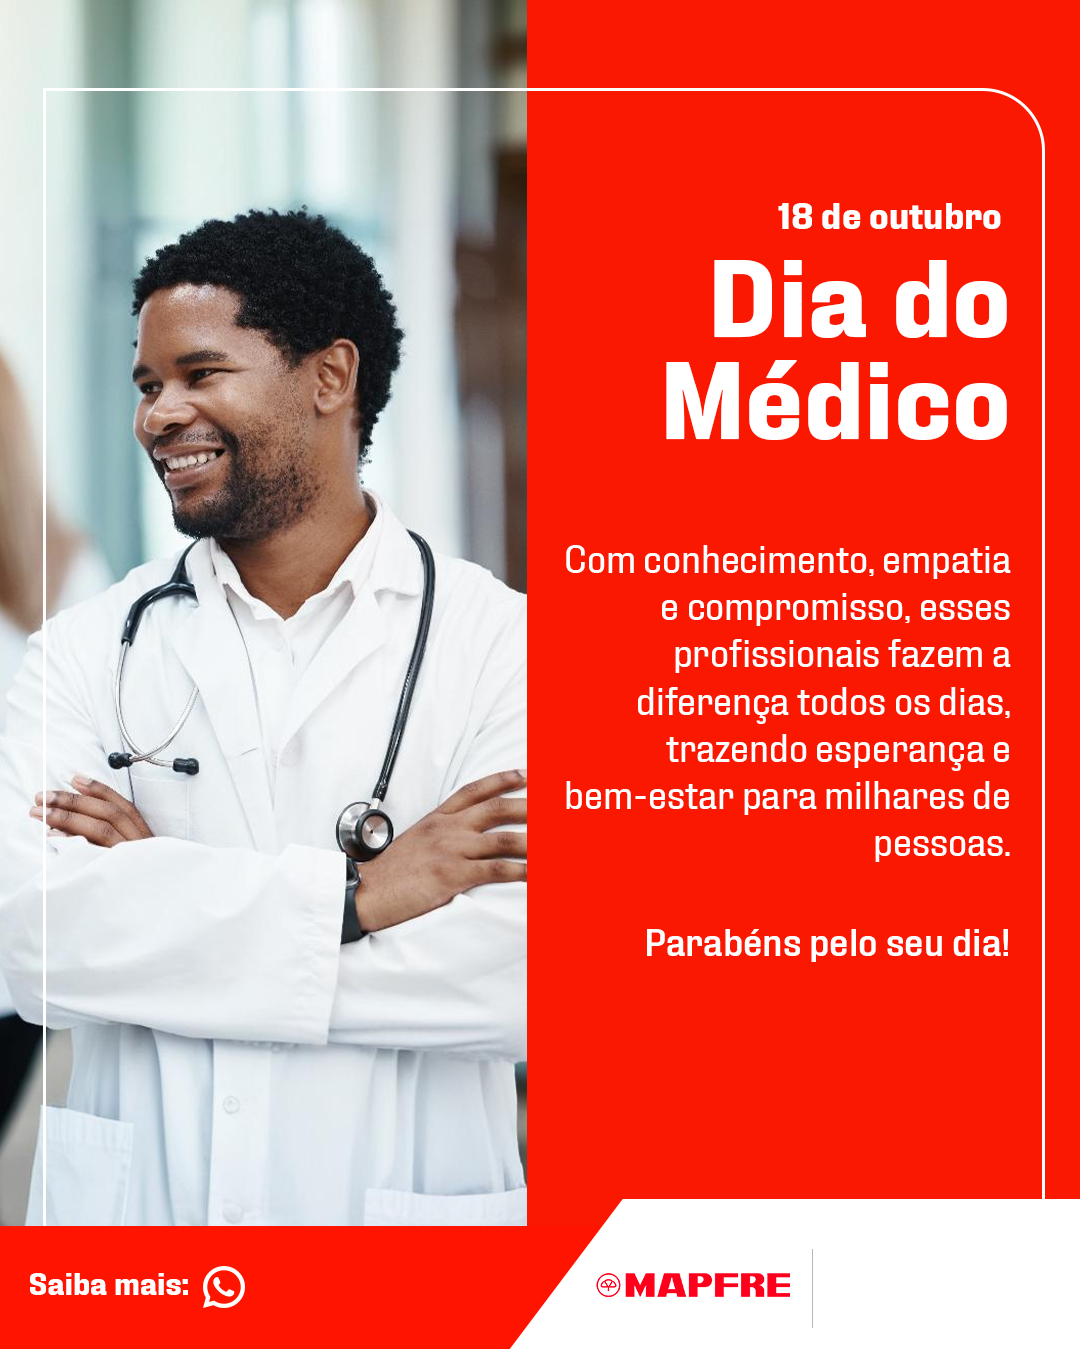 18 de outubro
Dia do
Médico
Com conhecimento, empatia
e compromisso, esses
profissionais fazem a
diferença todos os dias,
trazendo esperança e
bem-estar para milhares de
pessoas.
Parabéns pelo seu dia!
Saiba mais:
MAPFRE